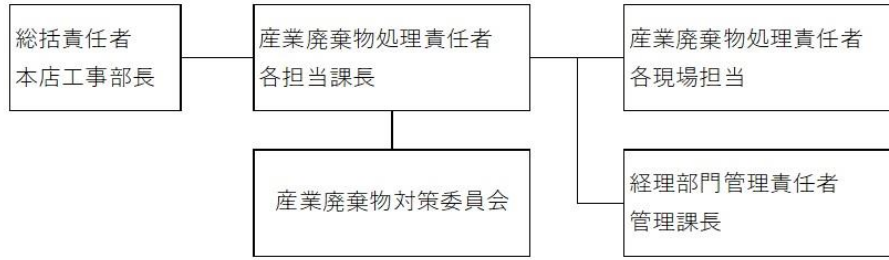 総括責任者
本店工事部長
産業廃棄物処理責任者
各担当課長
産業廃棄物処理責任者
各現場担当
産業廃棄物対策委員会
経理部門管理責任者
管理課長